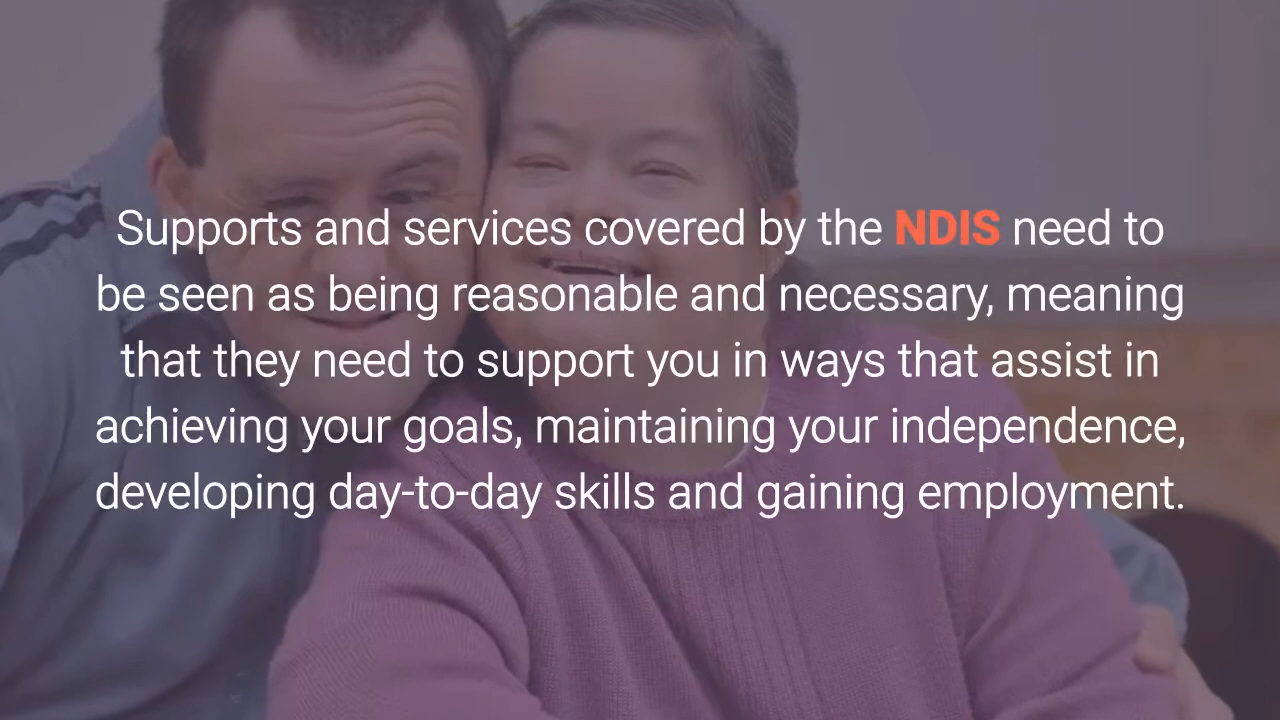 Supports and services covered by the NDIS need to
be seen as being reasonable and necessary, meaning
that they need to support you in ways that assist in
achieving your goals, maintaining your independence,
developing day-to-day skills and gaining employment.